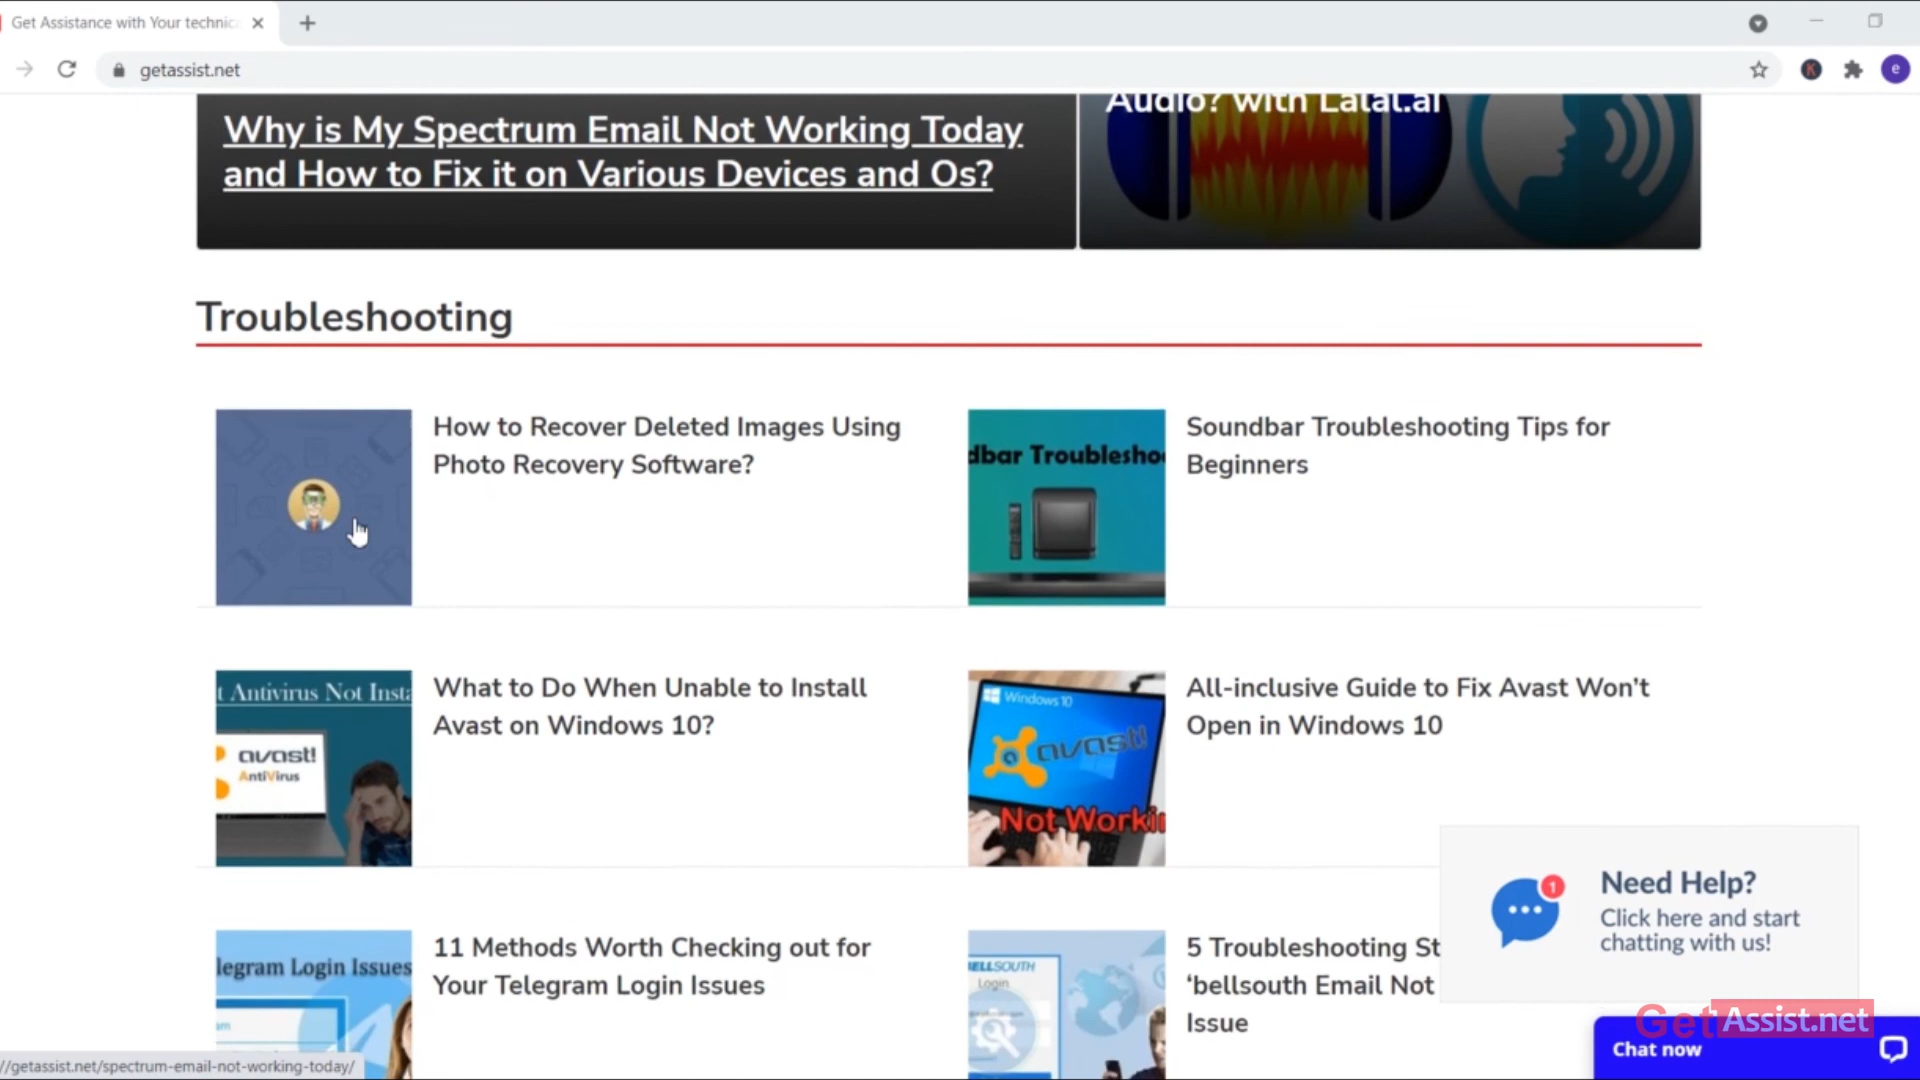 Get Assistance with Your technic
getassist.net
e
Why is My Spectrum Email Not Working Today
and How to Fix it on Various Devices and Os?
Audio? with Lalal.ai
Troubleshooting
How to Recover Deleted Images Using
Photo Recovery Software?
dbar Troublesho
Soundbar Troubleshooting Tips for
Beginners
t Antivirus Not Insta
avast!
AntiVirus
What to Do When Unable to Install
Avast on Windows 10?
Windows 10
avast!
Not Workin
All-inclusive Guide to Fix Avast Won’t
Open in Windows 10
legram Login Issues
11 Methods Worth Checking out for
Your Telegram Login Issues
BELLSOUTH
Login
5 Troubleshooting St
‘bellsouth Email Not
Issue
1
Need Help?
Click here and start
chatting with us!
GetAssist.net
Chat now
//getassist.net/spectrum-email-not-working-today/